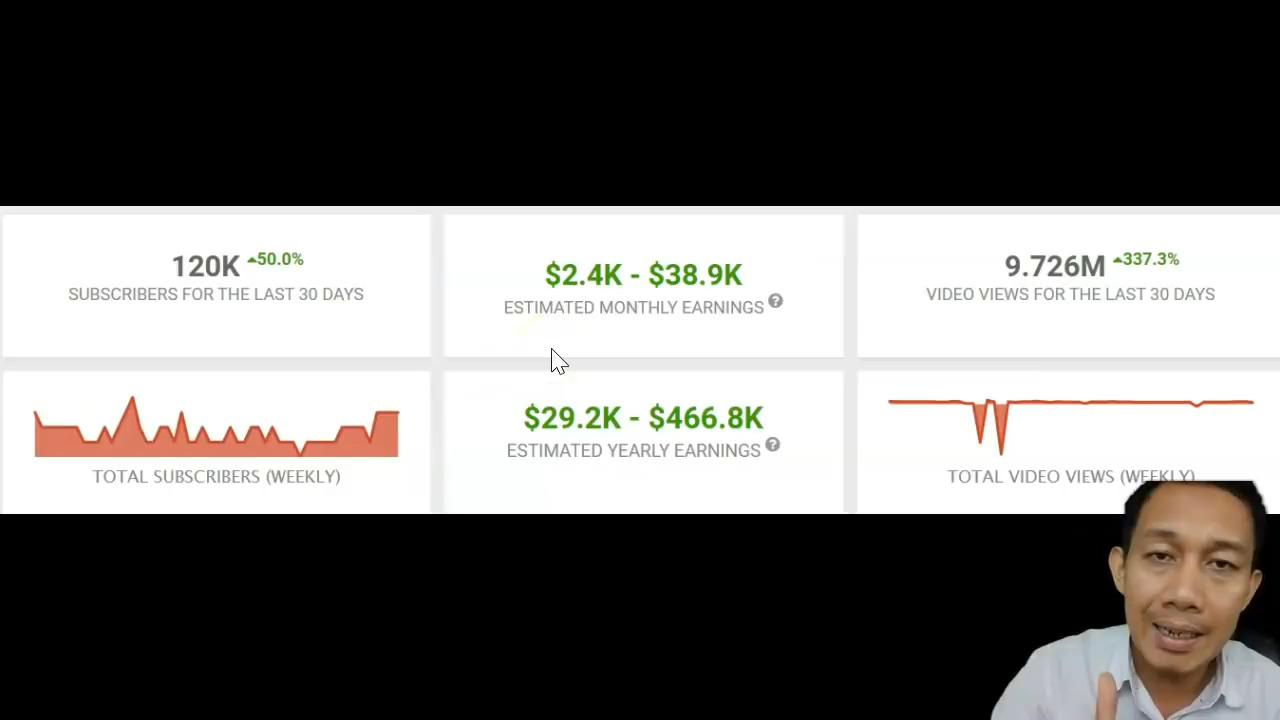 120K 50.0%
SUBSCRIBERS FOR THE LAST 30 DAYS
$2.4K - $38.9K
ESTIMATED MONTHLY EARNINGS ?
9.726M 337.3%
VIDEO VIEWS FOR THE LAST 30 DAYS
TOTAL SUBSCRIBERS (WEEKLY)
$29.2K - $466.8K
ESTIMATED YEARLY EARNINGS ?
TOTAL VIDEO VIEWS (WEEKLY)